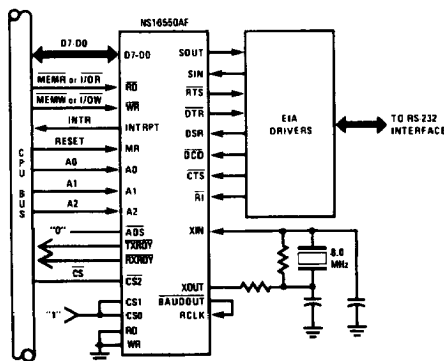 NS16550AF
D7-D0
D7-D0
SOUT
MEMR or I/OR
RD
SIN
MEMW or I/OW
WR
RTS
INTR
INTRPT
DTR
EIA
DRIVERS
TO RS-232
INTERFACE
RESET
MR
DSR
A0
A0
DCD
A1
A1
CTS
A2
A2
RI
CPU BUS
"0"
ADS
XIN
TXRDY
RXRDY
8.0
MHz
CS
CS2
XOUT
BAUDOUT
"1"
CS1
CS0
RCLK
RD
WR